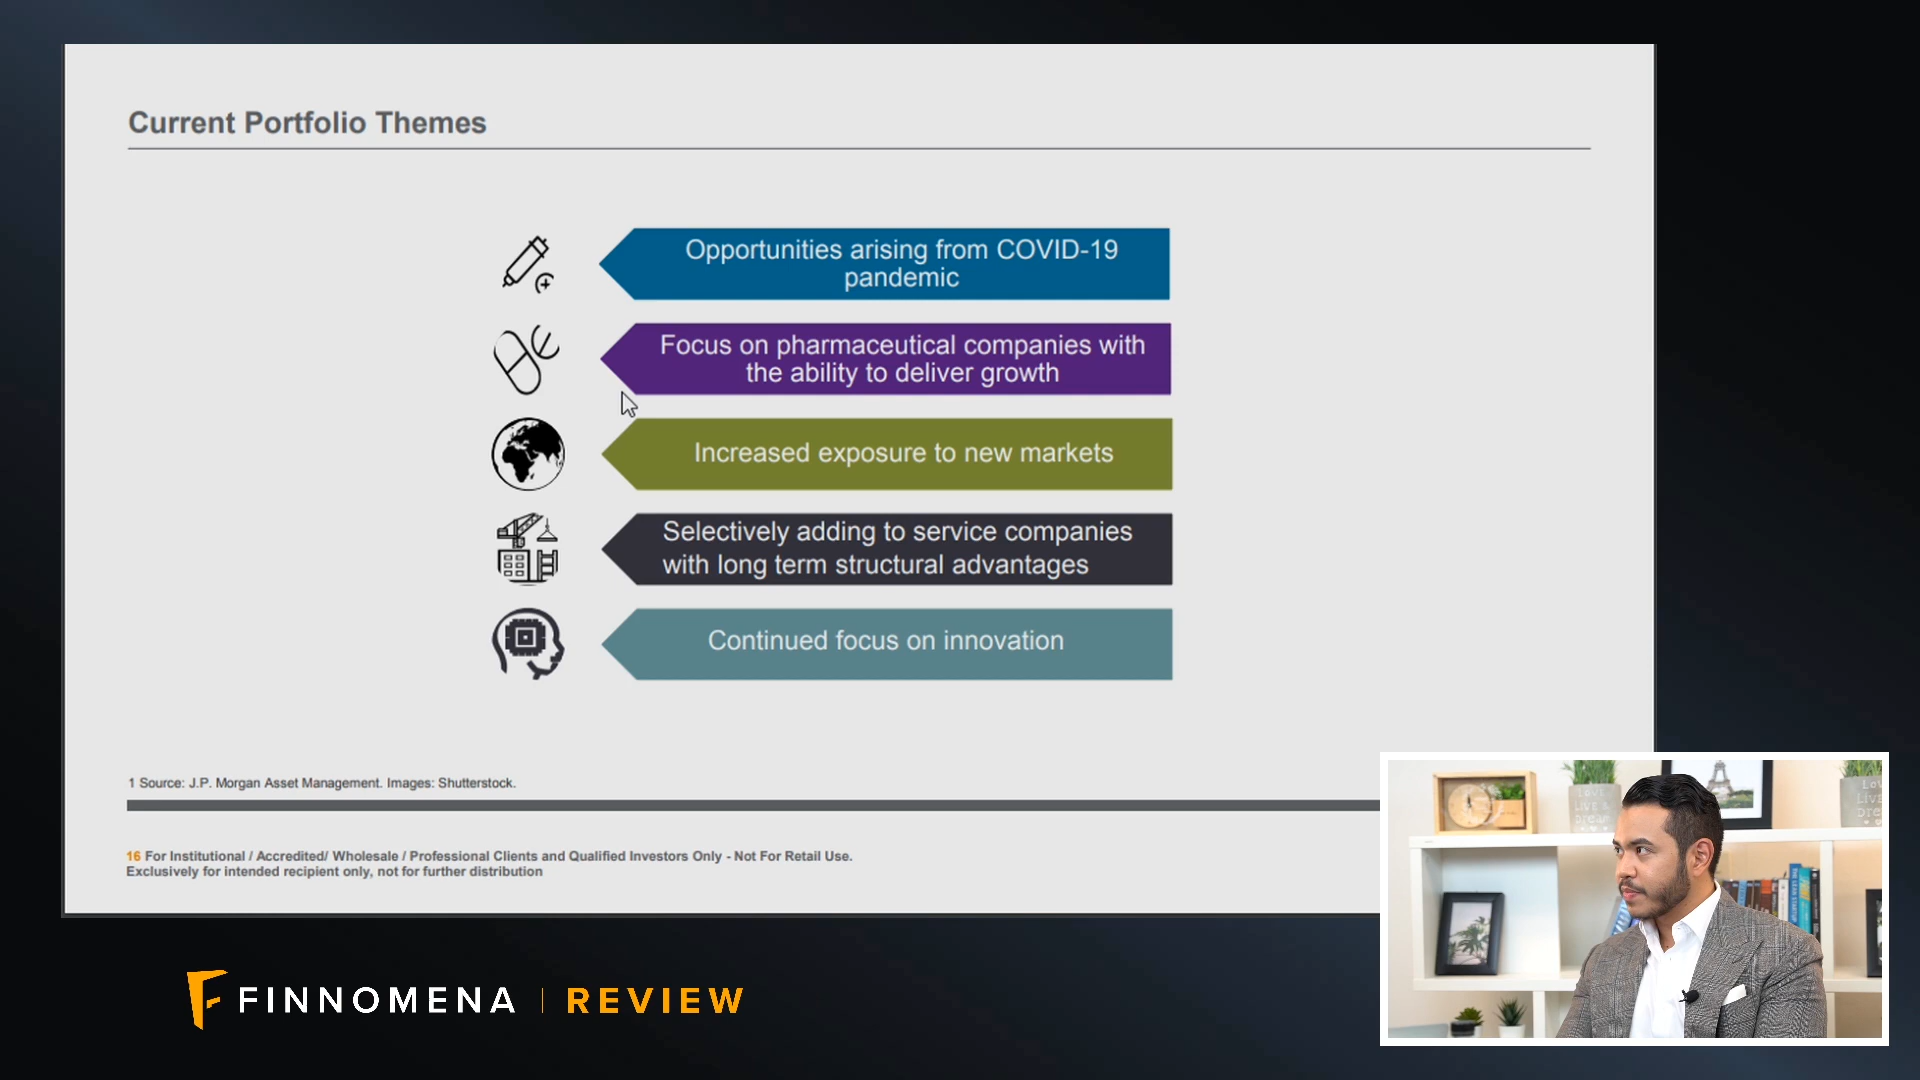 Current Portfolio Themes
Opportunities arising from COVID-19
pandemic
Focus on pharmaceutical companies with
the ability to deliver growth
Increased exposure to new markets
Selectively adding to service companies
with long term structural advantages
Continued focus on innovation
1 Source: J.P. Morgan Asset Management. Images: Shutterstock.
16 For Institutional / Accredited/ Wholesale / Professional Clients and Qualified Investors Only - Not For Retail Use.
Exclusively for intended recipient only, not for further distribution
FINNOMENA | REVIEW
LOVE
LIVE &
Dream